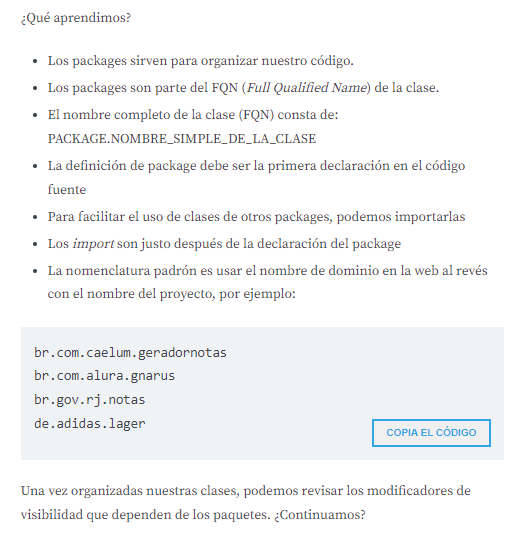 ¿Qué aprendimos?
Los packages sirven para organizar nuestro código.
Los packages son parte del FQN (Full Qualified Name) de la clase.
El nombre completo de la clase (FQN) consta de:
PACKAGE.NOMBRE_SIMPLE_DE_LA_CLASE
La definición de package debe ser la primera declaración en el código
fuente
Para facilitar el uso de clases de otros packages, podemos importarlas
Los import son justo después de la declaración del package
La nomenclatura padrón es usar el nombre de dominio en la web al revés
con el nombre del proyecto, por ejemplo:
br.com.caelum.geradornotas
br.com.alura.gnarus
br.gov.rj.notas
de.adidas.lager
COPIA EL CÓDIGO
Una vez organizadas nuestras clases, podemos revisar los modificadores de
visibilidad que dependen de los paquetes. ¿Continuamos?